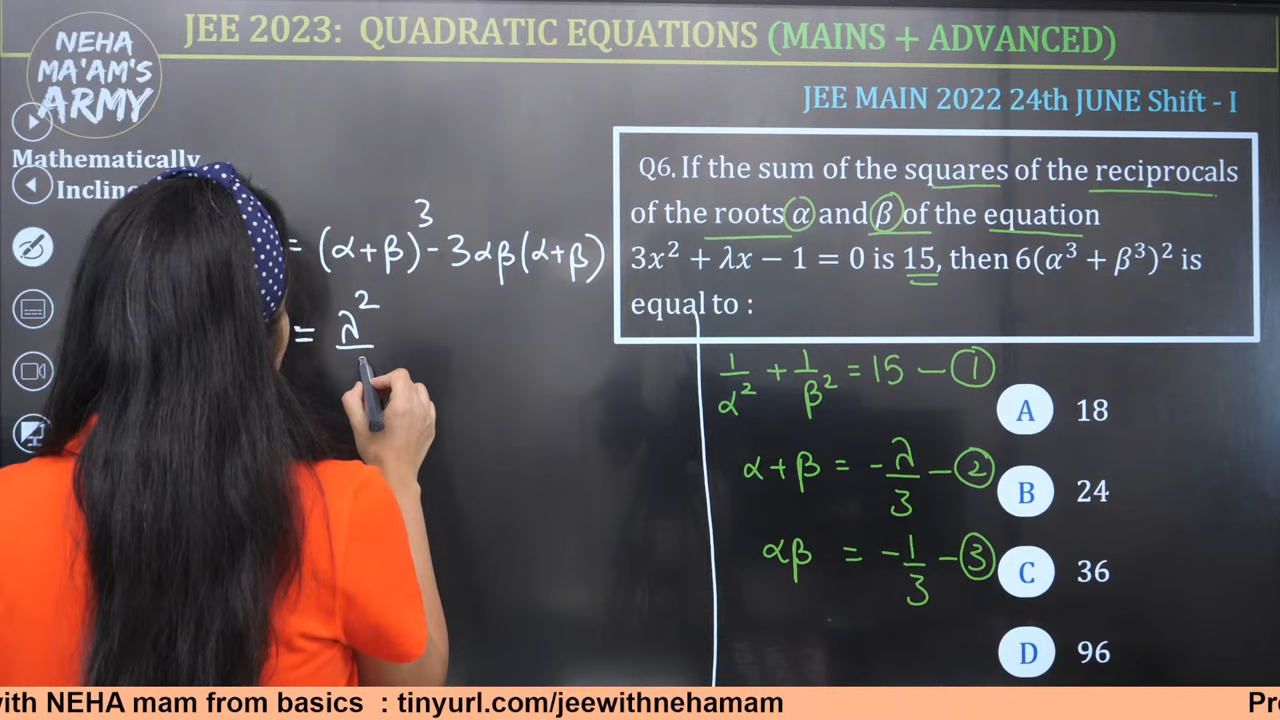 JEE 2023: QUADRATIC EQUATIONS (MAINS + ADVANCED)
NEHA
MA'AM'S
ARMY
JEE MAIN 2022 24th JUNE Shift - I
Mathematically
Q6. If the sum of the squares of the reciprocals
of the roots α and β of the equation
3x² + λx − 1 = 0 is 15, then 6(α³ + β³)² is
equal to :
= (α+β)³ - 3αβ(α+β)
= λ²
1/α² + 1/β² = 15 — ①
α+β = -λ/3 — ②
αβ = -1/3 — ③
A 18
B 24
C 36
D 96
with NEHA mam from basics : tinyurl.com/jeewithnehamam